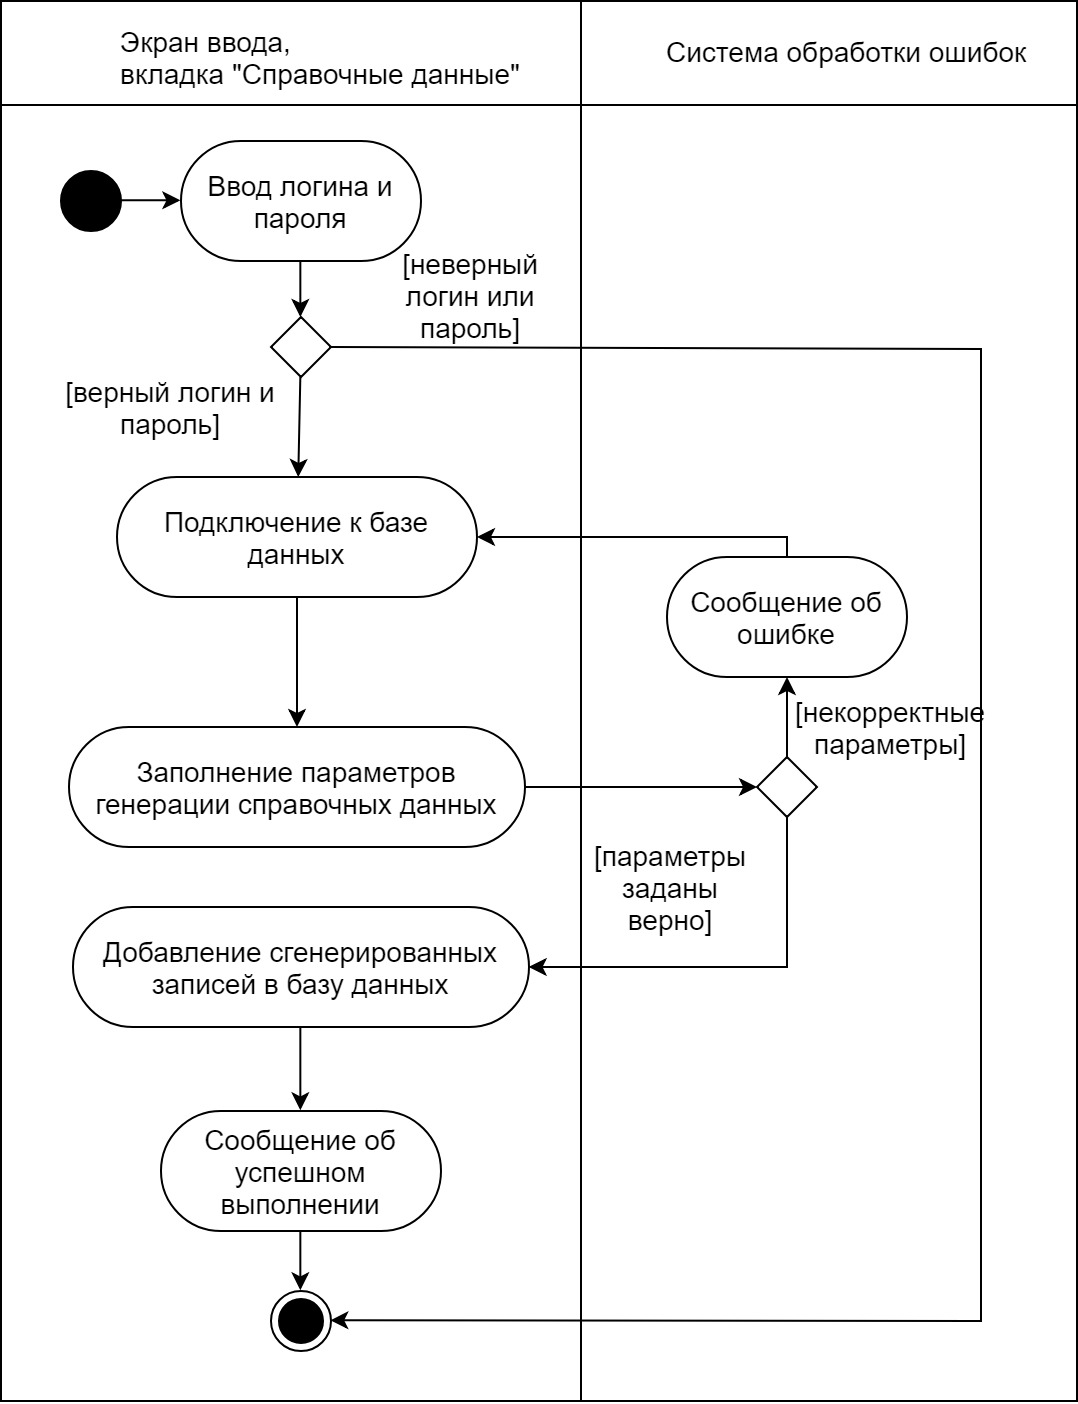 Экран ввода,
вкладка "Справочные данные"
Система обработки ошибок
Ввод логина и
пароля
[неверный
логин или
пароль]
[верный логин и
пароль]
Подключение к базе
данных
Сообщение об
ошибке
[некорректные
параметры]
Заполнение параметров
генерации справочных данных
[параметры
заданы
верно]
Добавление сгенерированных
записей в базу данных
Сообщение об
успешном
выполнении